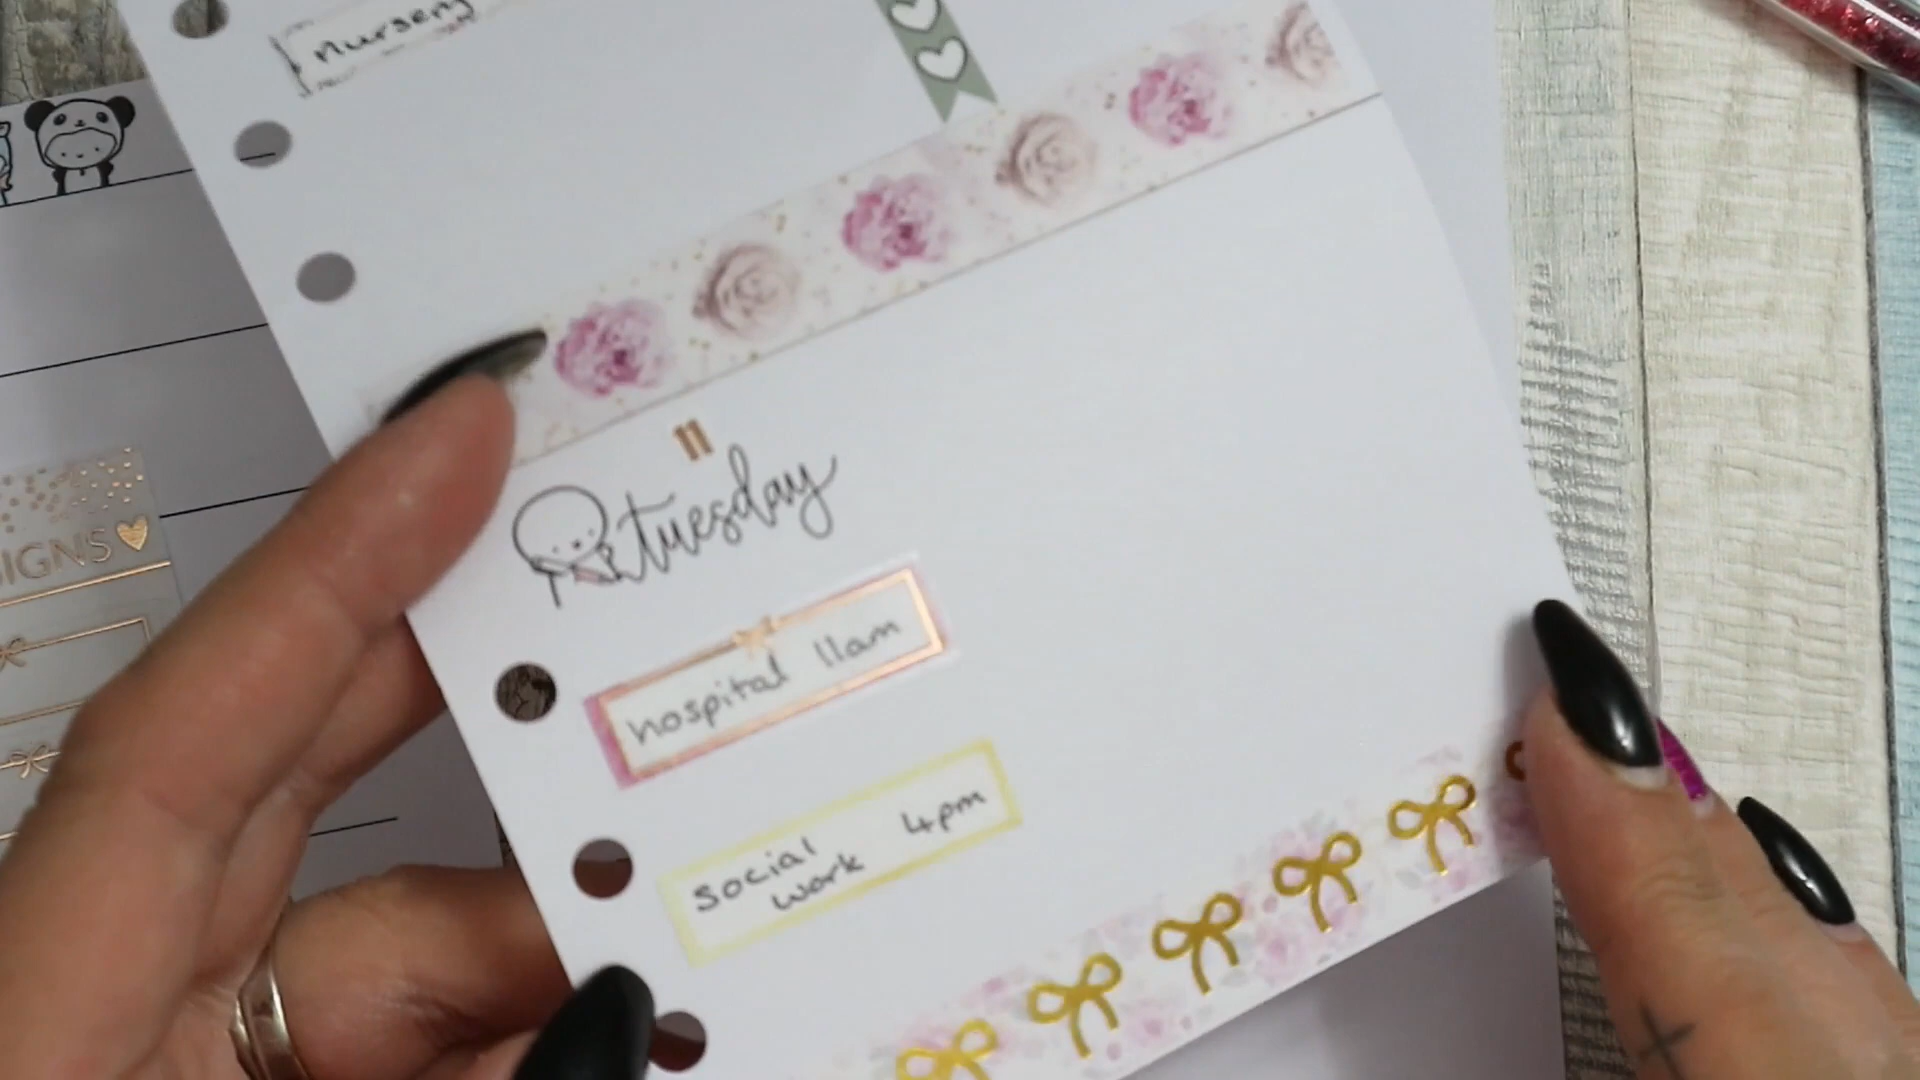 nursery
11
tuesday
hospital 11am
social 4pm
work
IGNS